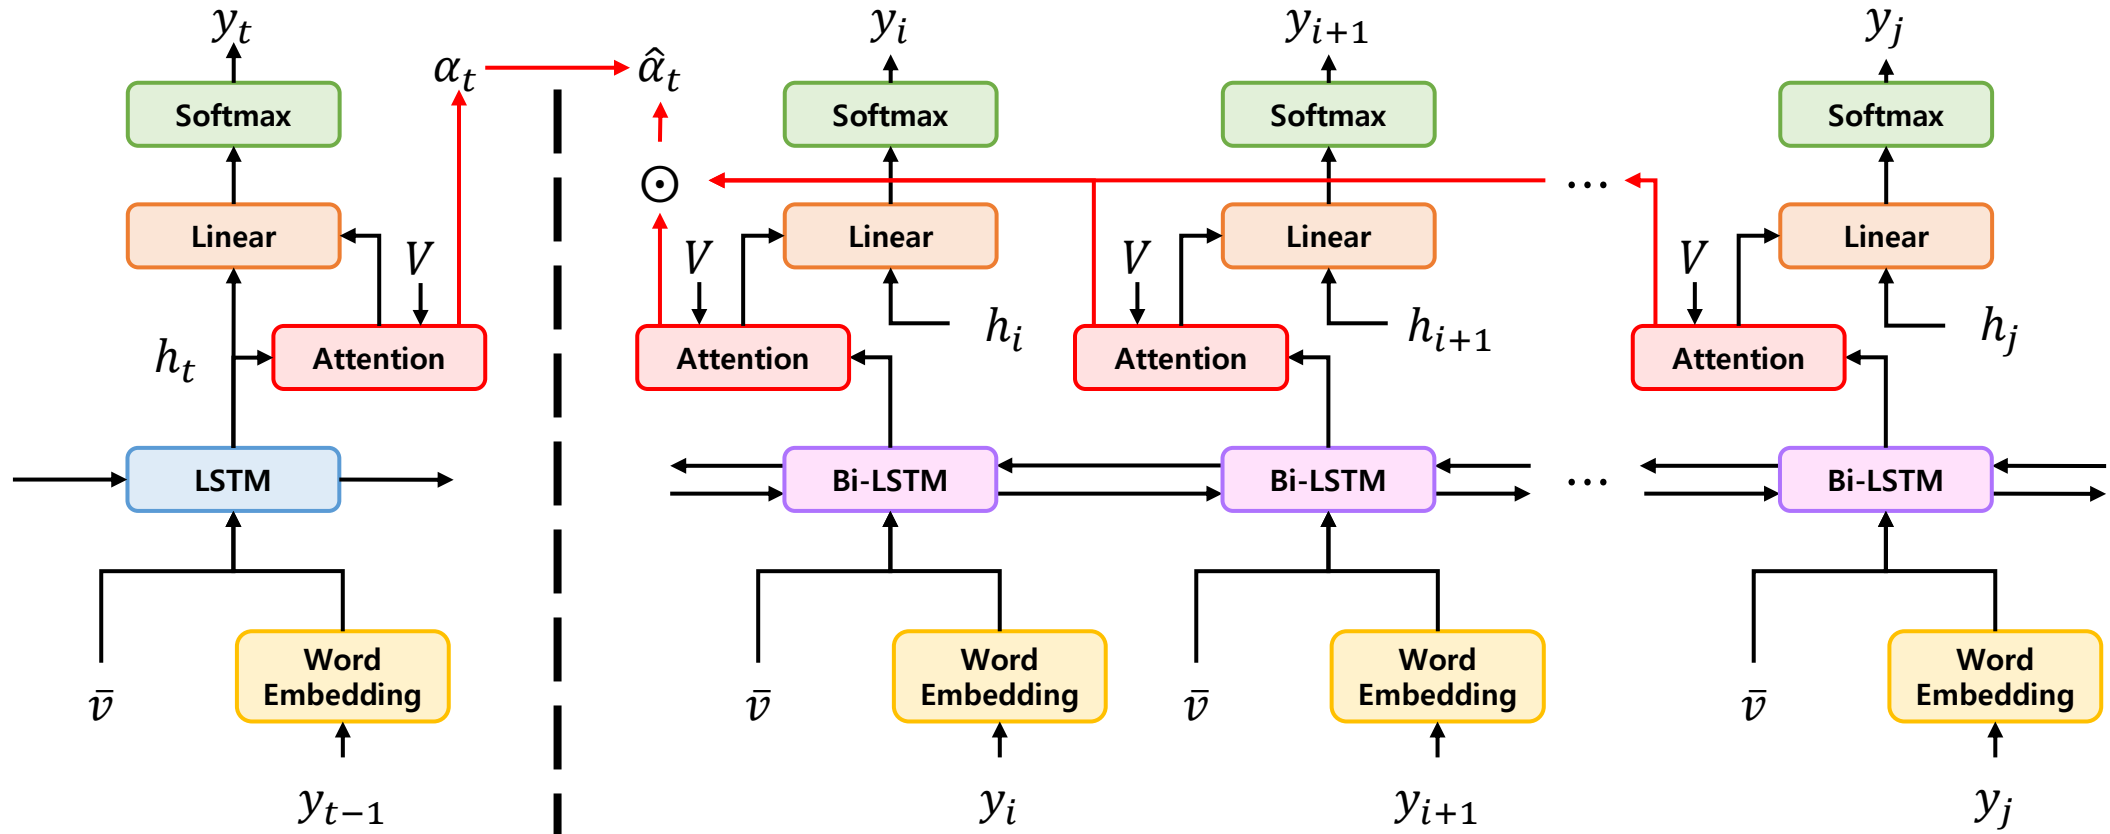 y_t
α_t
α̂_t
y_i
y_{i+1}
y_j
Softmax
Softmax
Softmax
Softmax
⊙
...
Linear
Linear
Linear
Linear
V
V
V
V
h_t
Attention
h_i
Attention
h_{i+1}
Attention
h_j
Attention
LSTM
Bi-LSTM
Bi-LSTM
...
Bi-LSTM
v̄
Word
Embedding
v̄
Word
Embedding
v̄
Word
Embedding
v̄
Word
Embedding
y_{t−1}
y_i
y_{i+1}
y_j